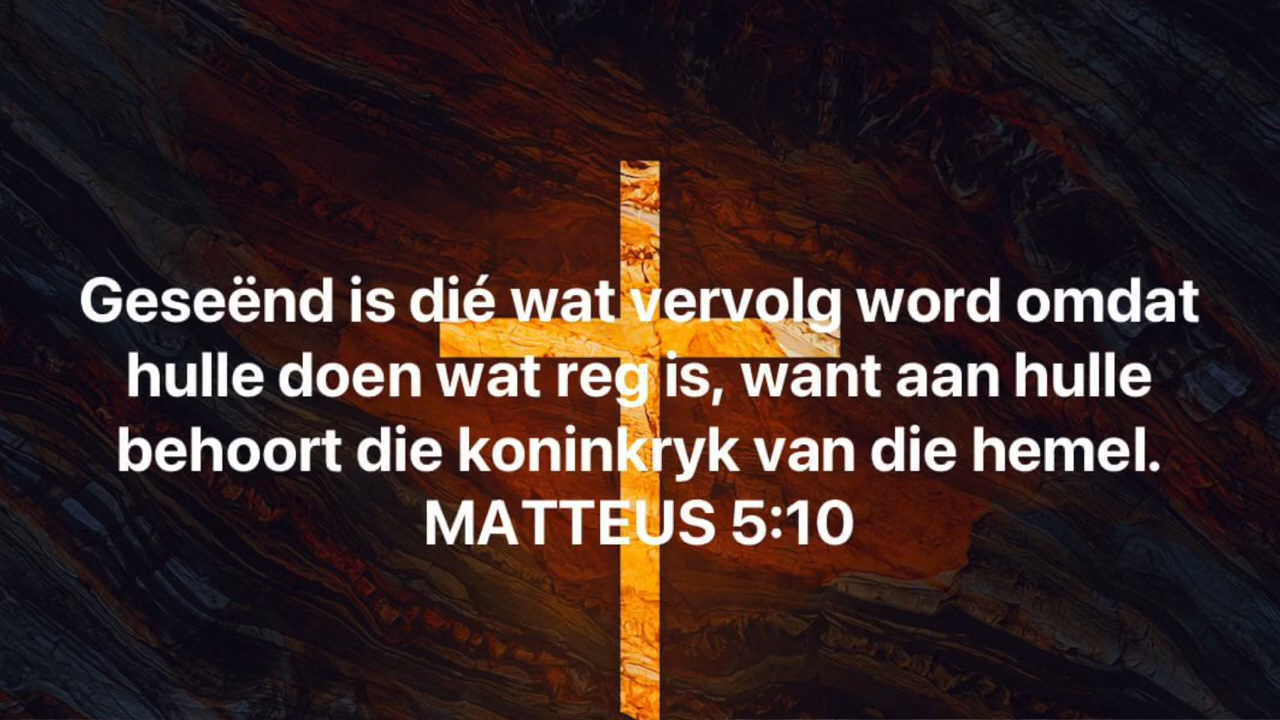 Geseënd is dié wat vervolg word omdat
hulle doen wat reg is, want aan hulle
behoort die koninkryk van die hemel.
MATTEUS 5:10